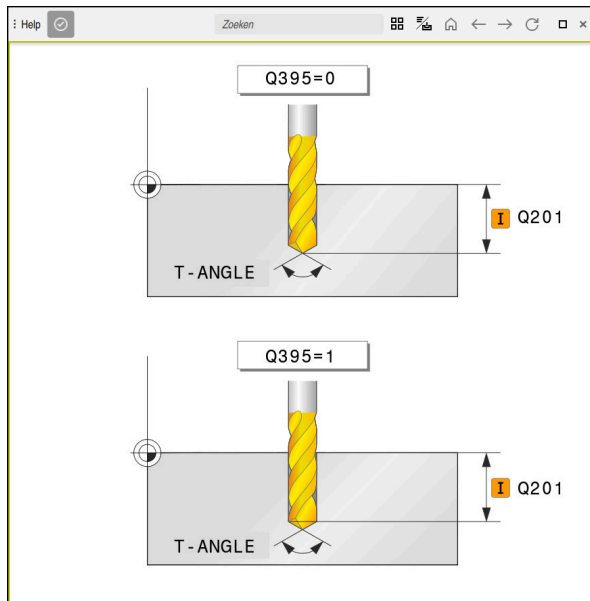 Help
Zoeken
Q395=0
I Q201
T-ANGLE
Q395=1
I Q201
T-ANGLE